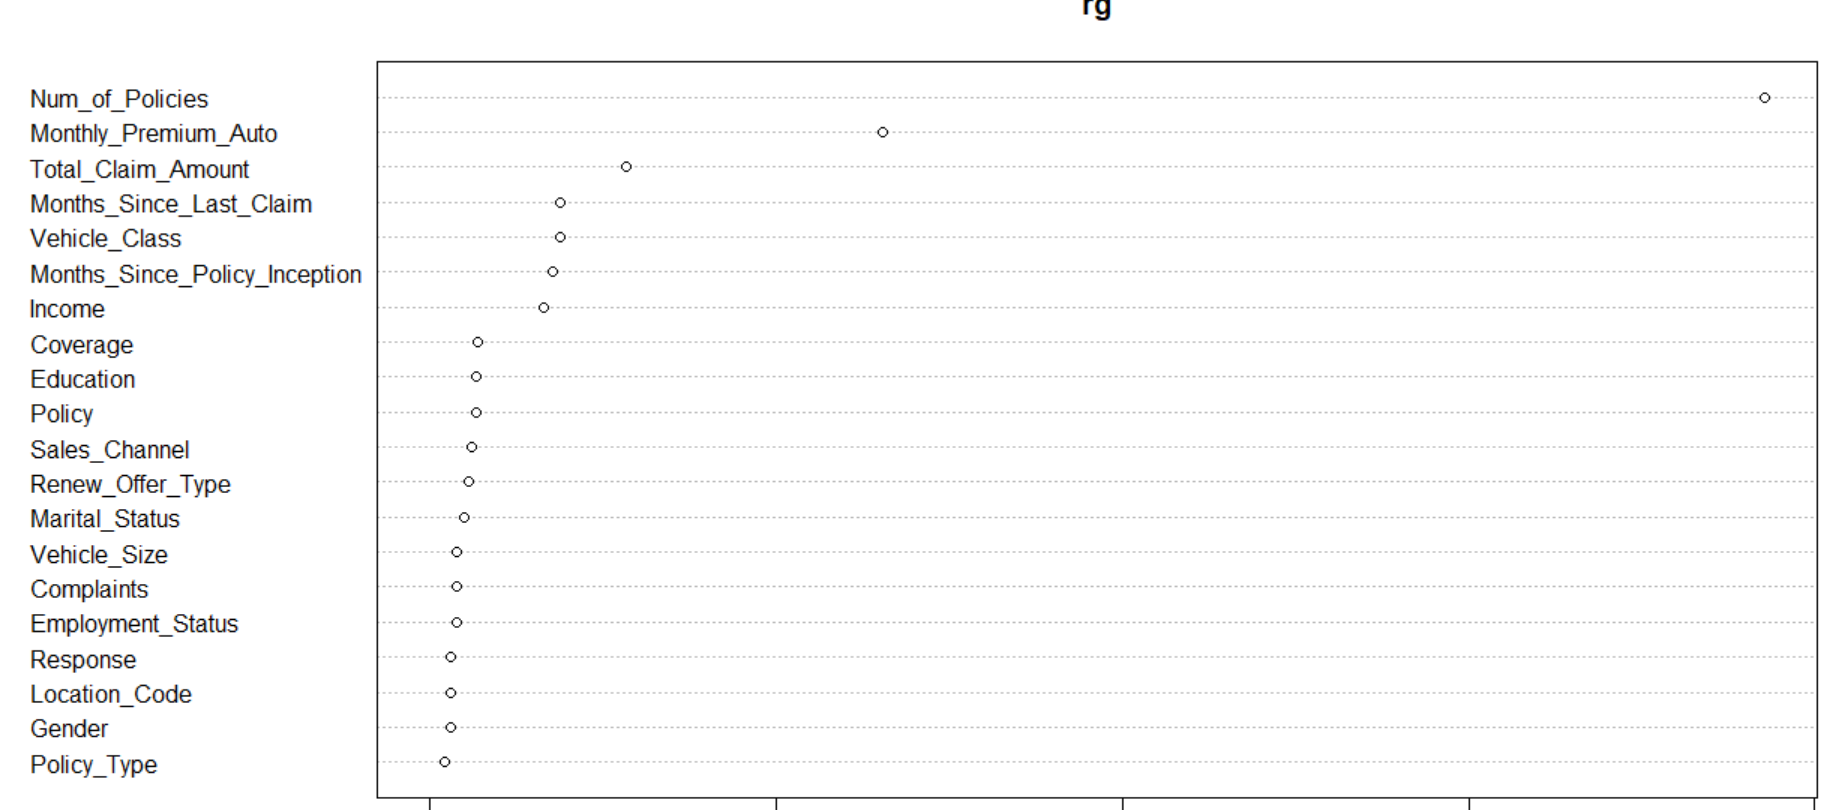 rg
Num_of_Policies
Monthly_Premium_Auto
Total_Claim_Amount
Months_Since_Last_Claim
Vehicle_Class
Months_Since_Policy_Inception
Income
Coverage
Education
Policy
Sales_Channel
Renew_Offer_Type
Marital_Status
Vehicle_Size
Complaints
Employment_Status
Response
Location_Code
Gender
Policy_Type